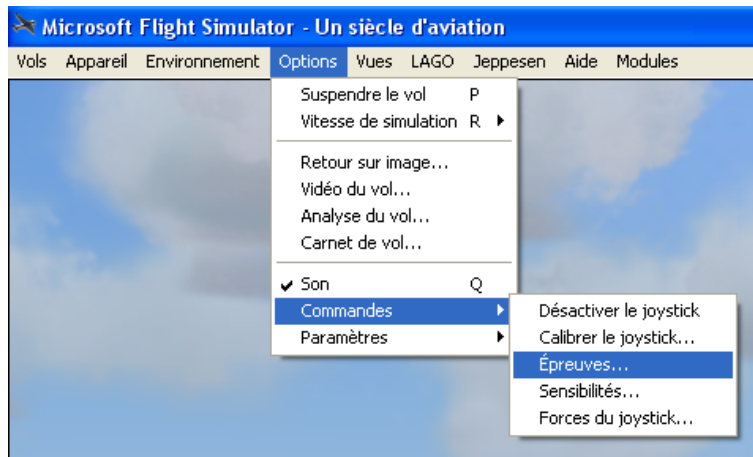 Microsoft Flight Simulator - Un siècle d'aviation
Vols Appareil Environnement Options Vues LAGO Jeppesen Aide Modules
Suspendre le vol P
Vitesse de simulation R
Retour sur image...
Vidéo du vol...
Analyse du vol...
Carnet de vol...
Son Q
Commandes
Paramètres
Désactiver le joystick
Calibrer le joystick...
Épreuves...
Sensibilités...
Forces du joystick...